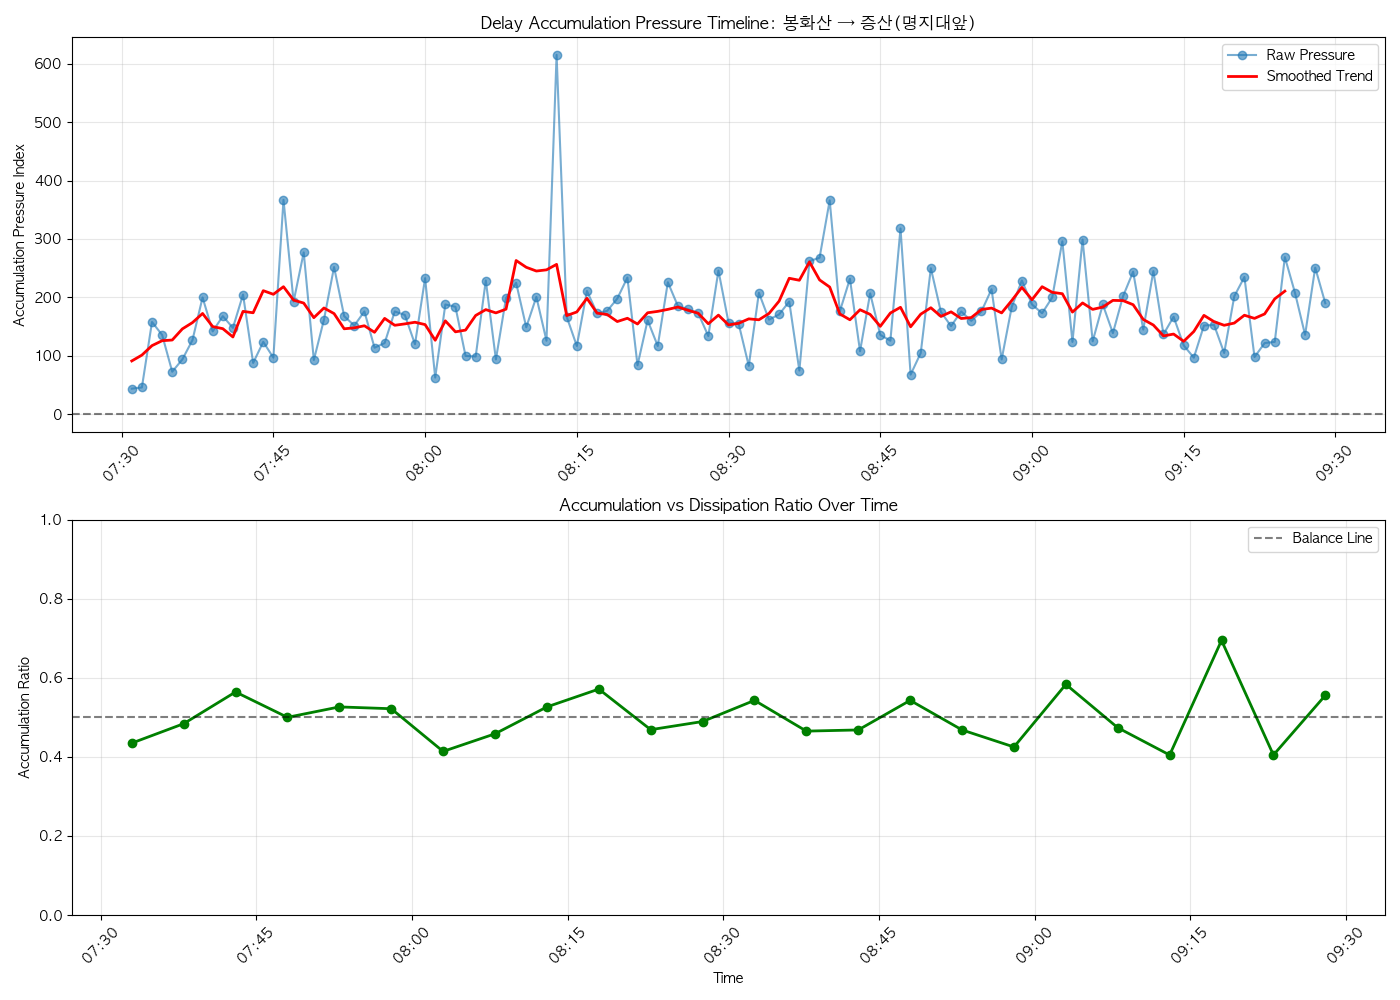 Delay Accumulation Pressure Timeline: 봉화산 → 증산(명지대앞)
Raw Pressure
Smoothed Trend
Accumulation Pressure Index
600
500
400
300
200
100
0
07:30 07:45 08:00 08:15 08:30 08:45 09:00 09:15 09:30
Accumulation vs Dissipation Ratio Over Time
Balance Line
Accumulation Ratio
1.0
0.8
0.6
0.4
0.2
0.0
07:30 07:45 08:00 08:15 08:30 08:45 09:00 09:15 09:30
Time